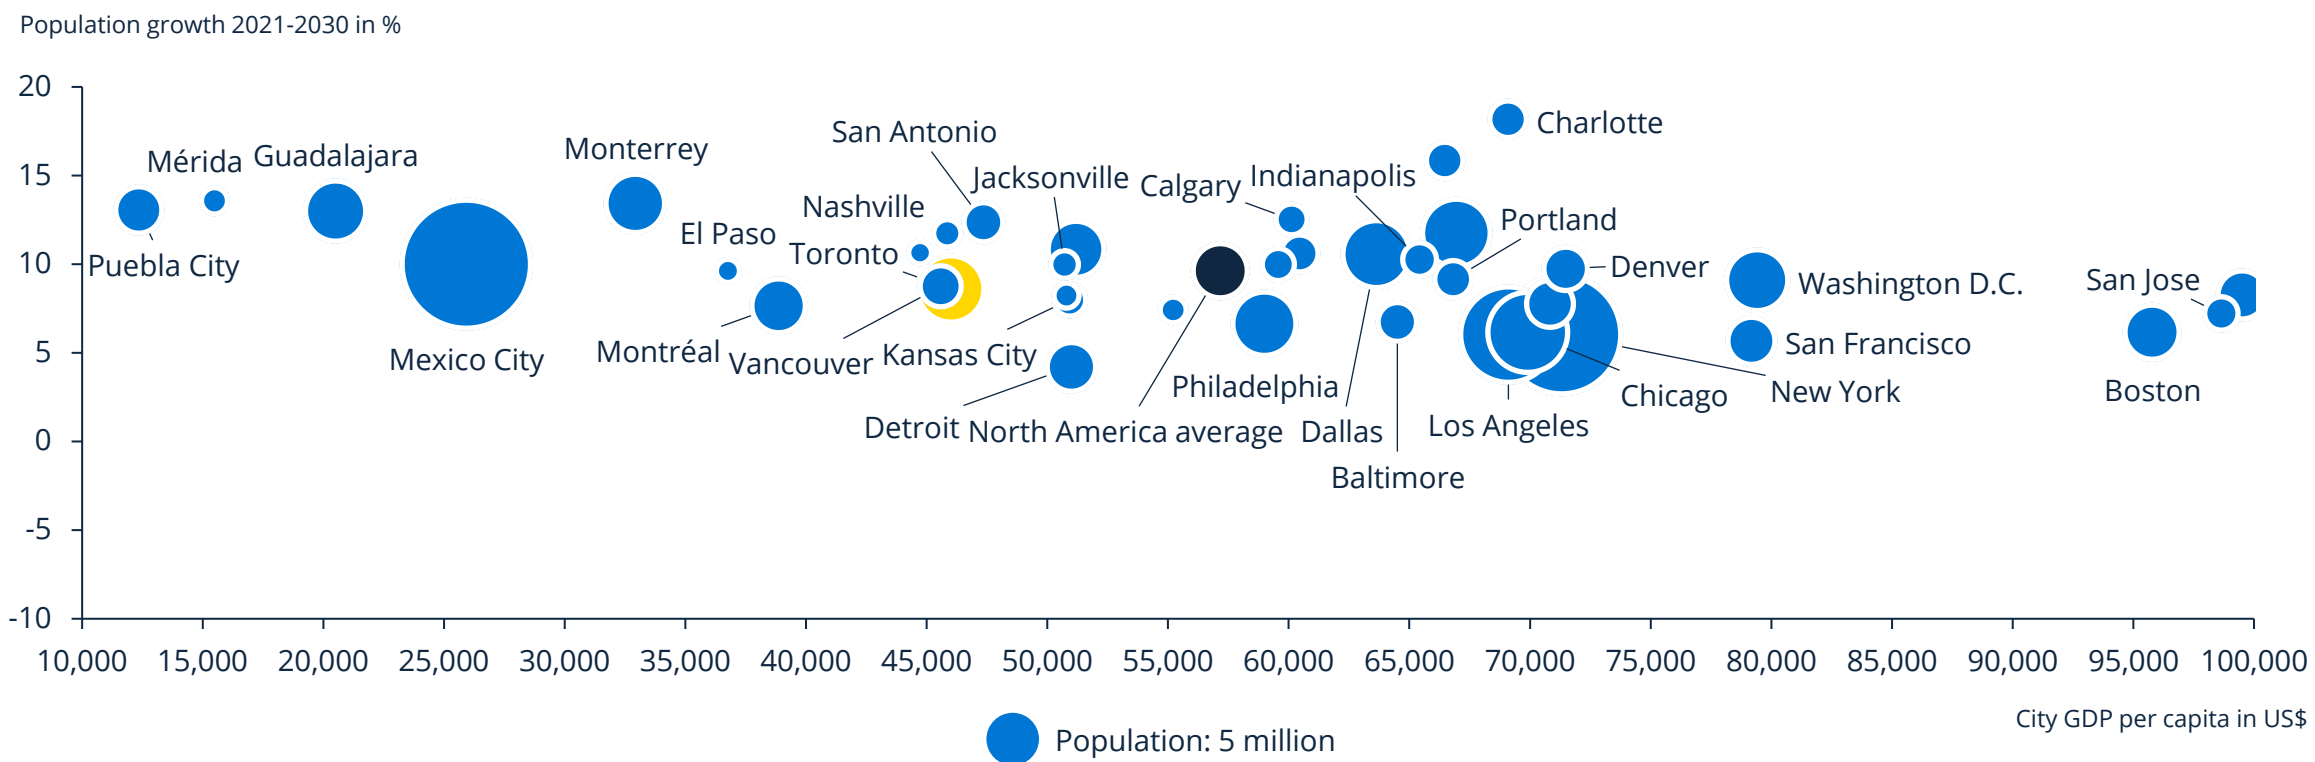 Population growth 2021-2030 in %
20
15
10
5
0
-5
-10
Mérida
Guadalajara
Puebla City
Mexico City
Monterrey
El Paso
Montréal
San Antonio
Nashville
Toronto
Vancouver
Jacksonville
Kansas City
Detroit
North America average
Calgary
Indianapolis
Philadelphia
Dallas
Baltimore
Charlotte
Portland
Denver
Los Angeles
Chicago
New York
Washington D.C.
San Francisco
San Jose
Boston
10,000 15,000 20,000 25,000 30,000 35,000 40,000 45,000 50,000 55,000 60,000 65,000 70,000 75,000 80,000 85,000 90,000 95,000 100,000
City GDP per capita in US$
Population: 5 million